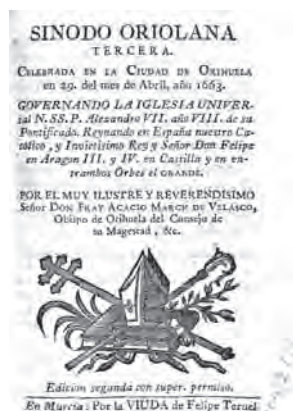 SINODO ORIOLANA
TERCERA.
CELEBRADA EN LA CIUDAD DE ORIHUELA
en 29. del mes de Abril, año 1663.
GOVERNANDO LA IGLESIA UNIVER-
sal N. SS. P. Alexandro VII. año VIII. de su
Pontificado. Reynando en España nuestro Ca-
tolico, y Invictisimo Rey y Señor Don Felipe
en Aragon III. y IV. en Castilla y en en-
trambos Orbes el GRANDE.
POR EL MUY ILUSTRE Y REVERENDISIMO
Señor DON FRAY ACACIO MARCH DE VELASCO,
Obispo de Orihuela del Consejo de
su Magestad, &c.
Edicion segunda con super. permiso.
En Murcia: Por la VIUDA de Felipe Teruel